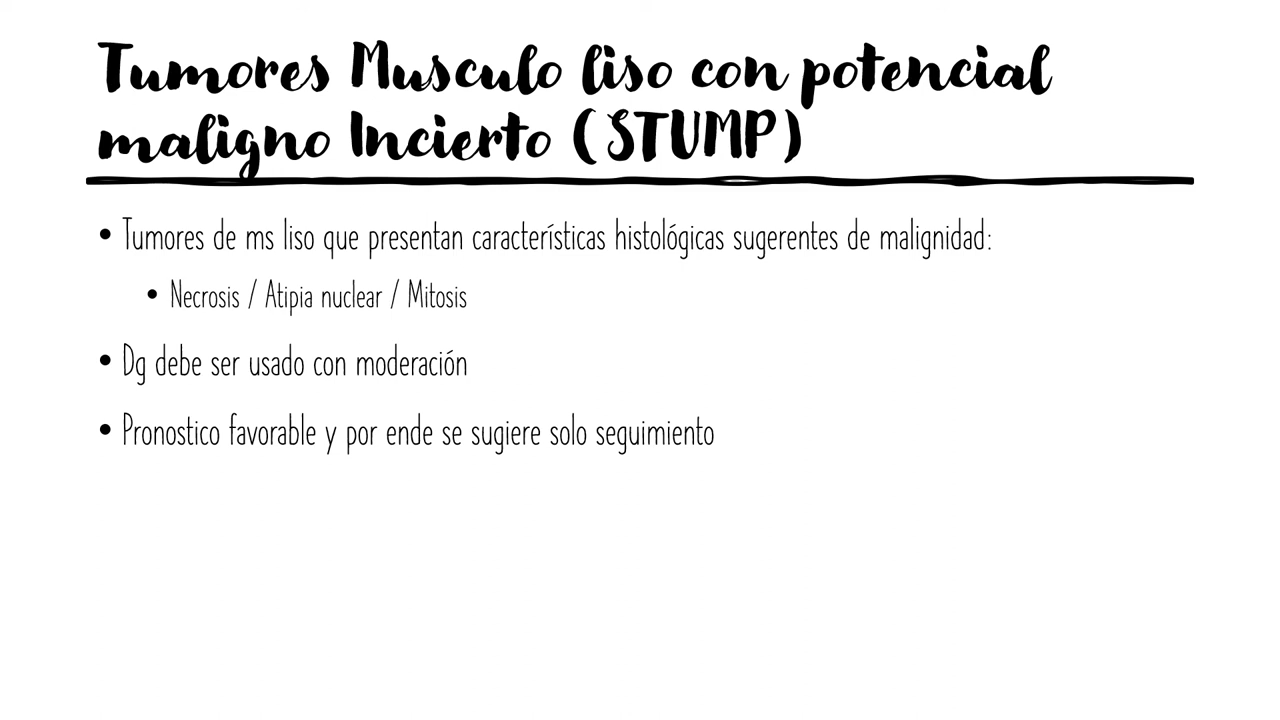 Tumores Musculo liso con potencial
maligno Incierto (STUMP)
• Tumores de ms liso que presentan características histológicas sugerentes de malignidad:
• Necrosis / Atipia nuclear / Mitosis
• Dg debe ser usado con moderación
• Pronostico favorable y por ende se sugiere solo seguimiento